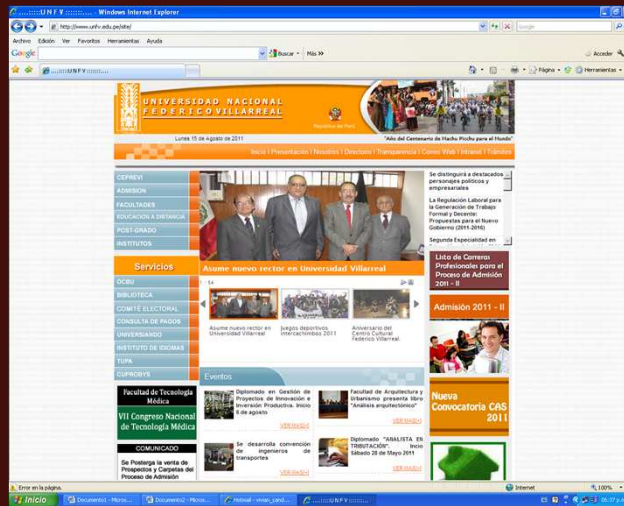 .....:::::U N F V :::::::..... - Windows Internet Explorer
http://www.unfv.edu.pe/site/
Google
Archivo Edición Ver Favoritos Herramientas Ayuda
Google
Buscar
Más »
Acceder
.....:::::U N F V :::::::.....
Página
Herramientas
UNIVERSIDAD NACIONAL
FEDERICO VILLARREAL
República del Perú
Lunes 15 de Agosto de 2011
"Año del Centenario de Machu Picchu para el Mundo"
Inicio | Presentación | Nosotros | Directorio | Transparencia | Correo Web | Intranet | Trámites
CEPREVI
ADMISION
FACULTADES
EDUCACION A DISTANCIA
POST-GRADO
INSTITUTOS
Servicios
OCBU
BIBLIOTECA
COMITÉ ELECTORAL
CONSULTA DE PAGOS
UNIVERSIANDO
INSTITUTO DE IDIOMAS
TUPA
CUPROBYS
Facultad de Tecnología
Médica
VII Congreso Nacional
de Tecnología Médica
COMUNICADO
Se Posterga la venta de
Prospectos y Carpetas del
Proceso de Admisión
Asume nuevo rector en Universidad Villarreal
Asume nuevo rector en
Universidad Villarreal
Juegos deportivos
intercachimbos 2011
Aniversario del
Centro Cultural
Federico Villarreal
Eventos
Diplomado en Gestión de
Proyectos de Innovación e
Inversión Productiva. Inicio
8 de agosto
VER MAS[+]
Facultad de Arquitectura y
Urbanismo presenta libro
"Análisis arquitectónico"
VER MAS[+]
Se desarrolla convención
de ingenieros de
transportes
VER MAS[+]
Diplomado "ANALISTA EN
TRIBUTACIÓN". Inicio
Sábado 28 de Mayo 2011
VER MAS[+]
Se distinguirá a destacados
personajes políticos y
empresariales
La Regulación Laboral para
la Generación de Trabajo
Formal y Decente:
Propuestas para el Nuevo
Gobierno (2011-2016)
Segunda Especialidad en
Lista de Carreras
Profesionales para el
Proceso de Admisión
2011 - II
Admisión 2011 - II
Nueva
Convocatoria CAS
2011
Error en la página.
Internet
100%
Inicio
Documento1 - Micros...
Documento2 - Micros...
Hotmail - vivian_sand...
.....:::::U N F V :::::::.....
ES
06:37 p.m.